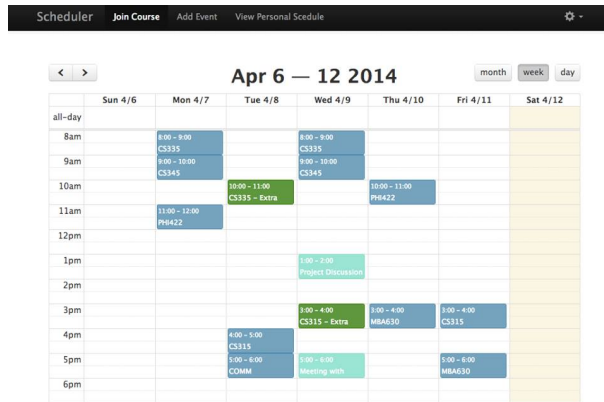 Scheduler Join Course Add Event View Personal Scedule
< > Apr 6 — 12 2014 month week day
Sun 4/6 Mon 4/7 Tue 4/8 Wed 4/9 Thu 4/10 Fri 4/11 Sat 4/12
all-day
8am
8:00 – 9:00
CS335
8:00 – 9:00
CS335
9am
9:00 – 10:00
CS345
9:00 – 10:00
CS345
10am
10:00 – 11:00
CS335 – Extra
10:00 – 11:00
PHI422
11am
11:00 – 12:00
PHI422
12pm
1pm
1:00 – 2:00
Project Discussion
2pm
3pm
3:00 – 4:00
CS315 – Extra
3:00 – 4:00
MBA630
3:00 – 4:00
CS315
4pm
4:00 – 5:00
CS315
5pm
5:00 – 6:00
COMM
5:00 – 6:00
Meeting with
5:00 – 6:00
MBA630
6pm